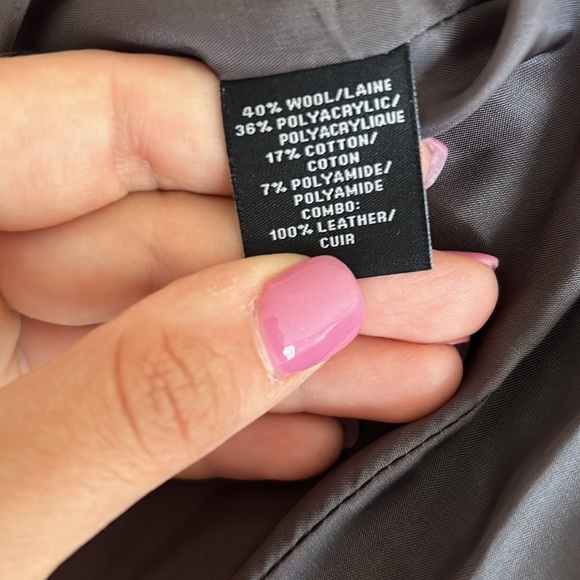 40% WOOL/LAINE
36% POLYACRYLIC/
POLYACRYLIQUE
17% COTTON/
COTON
7% POLYAMIDE/
POLYAMIDE
COMBO:
100% LEATHER/
CUIR